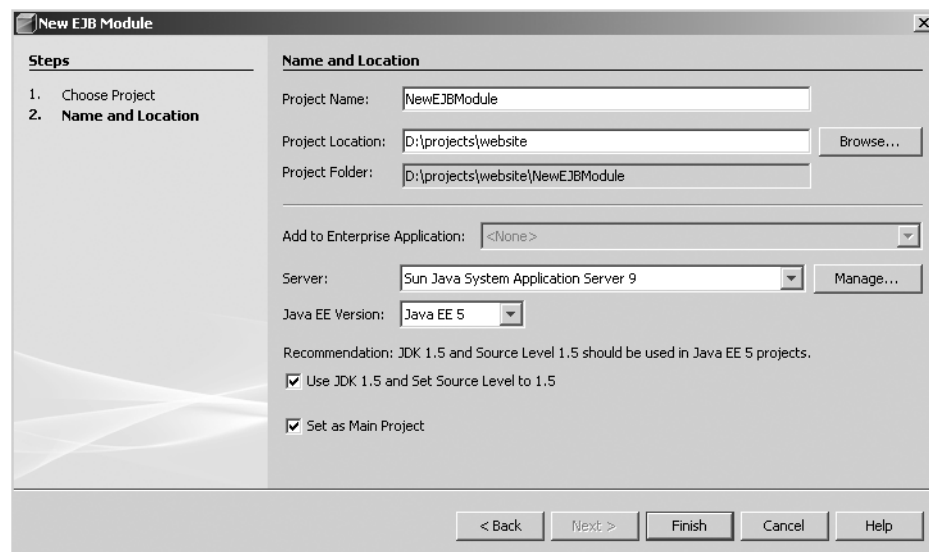 New EJB Module
Steps
1. Choose Project
2. Name and Location
Name and Location
Project Name: NewEJBModule
Project Location: D:\projects\website Browse...
Project Folder: D:\projects\website\NewEJBModule
Add to Enterprise Application: <None>
Server: Sun Java System Application Server 9 Manage...
Java EE Version: Java EE 5
Recommendation: JDK 1.5 and Source Level 1.5 should be used in Java EE 5 projects.
Use JDK 1.5 and Set Source Level to 1.5
Set as Main Project
< Back Next > Finish Cancel Help